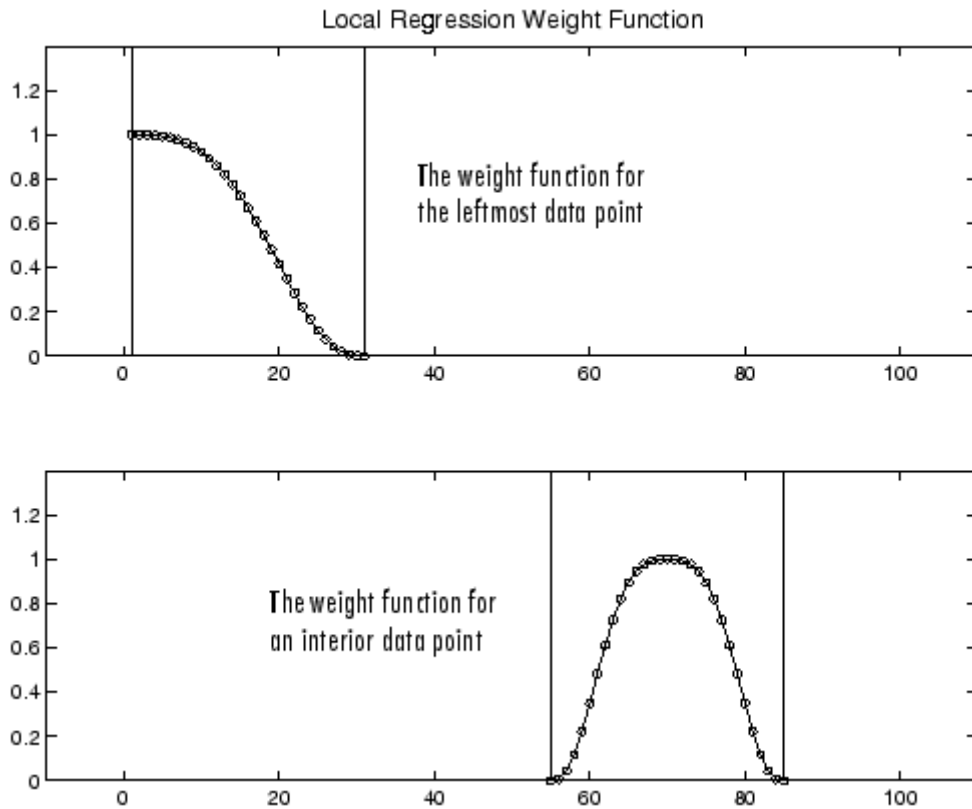 Local Regression Weight Function
1.2
1
0.8
0.6
0.4
0.2
0
The weight function for
the leftmost data point
0 20 40 60 80 100
1.2
1
0.8
0.6
0.4
0.2
0
The weight function for
an interior data point
0 20 40 60 80 100